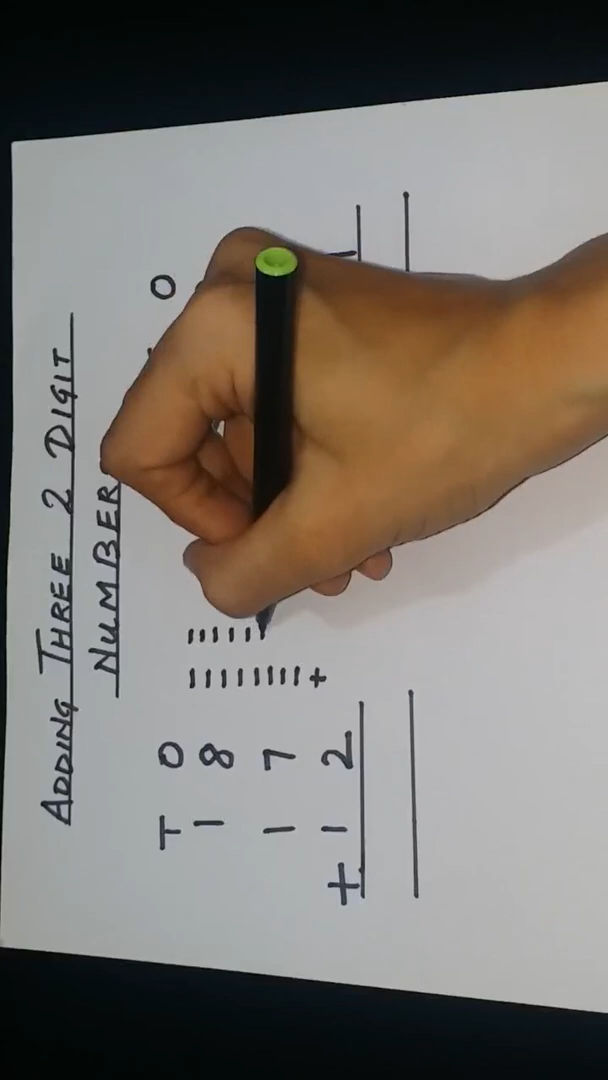 ADDING THREE 2 DIGIT
NUMBER
T O O
1 8
1 7
+ 1 2